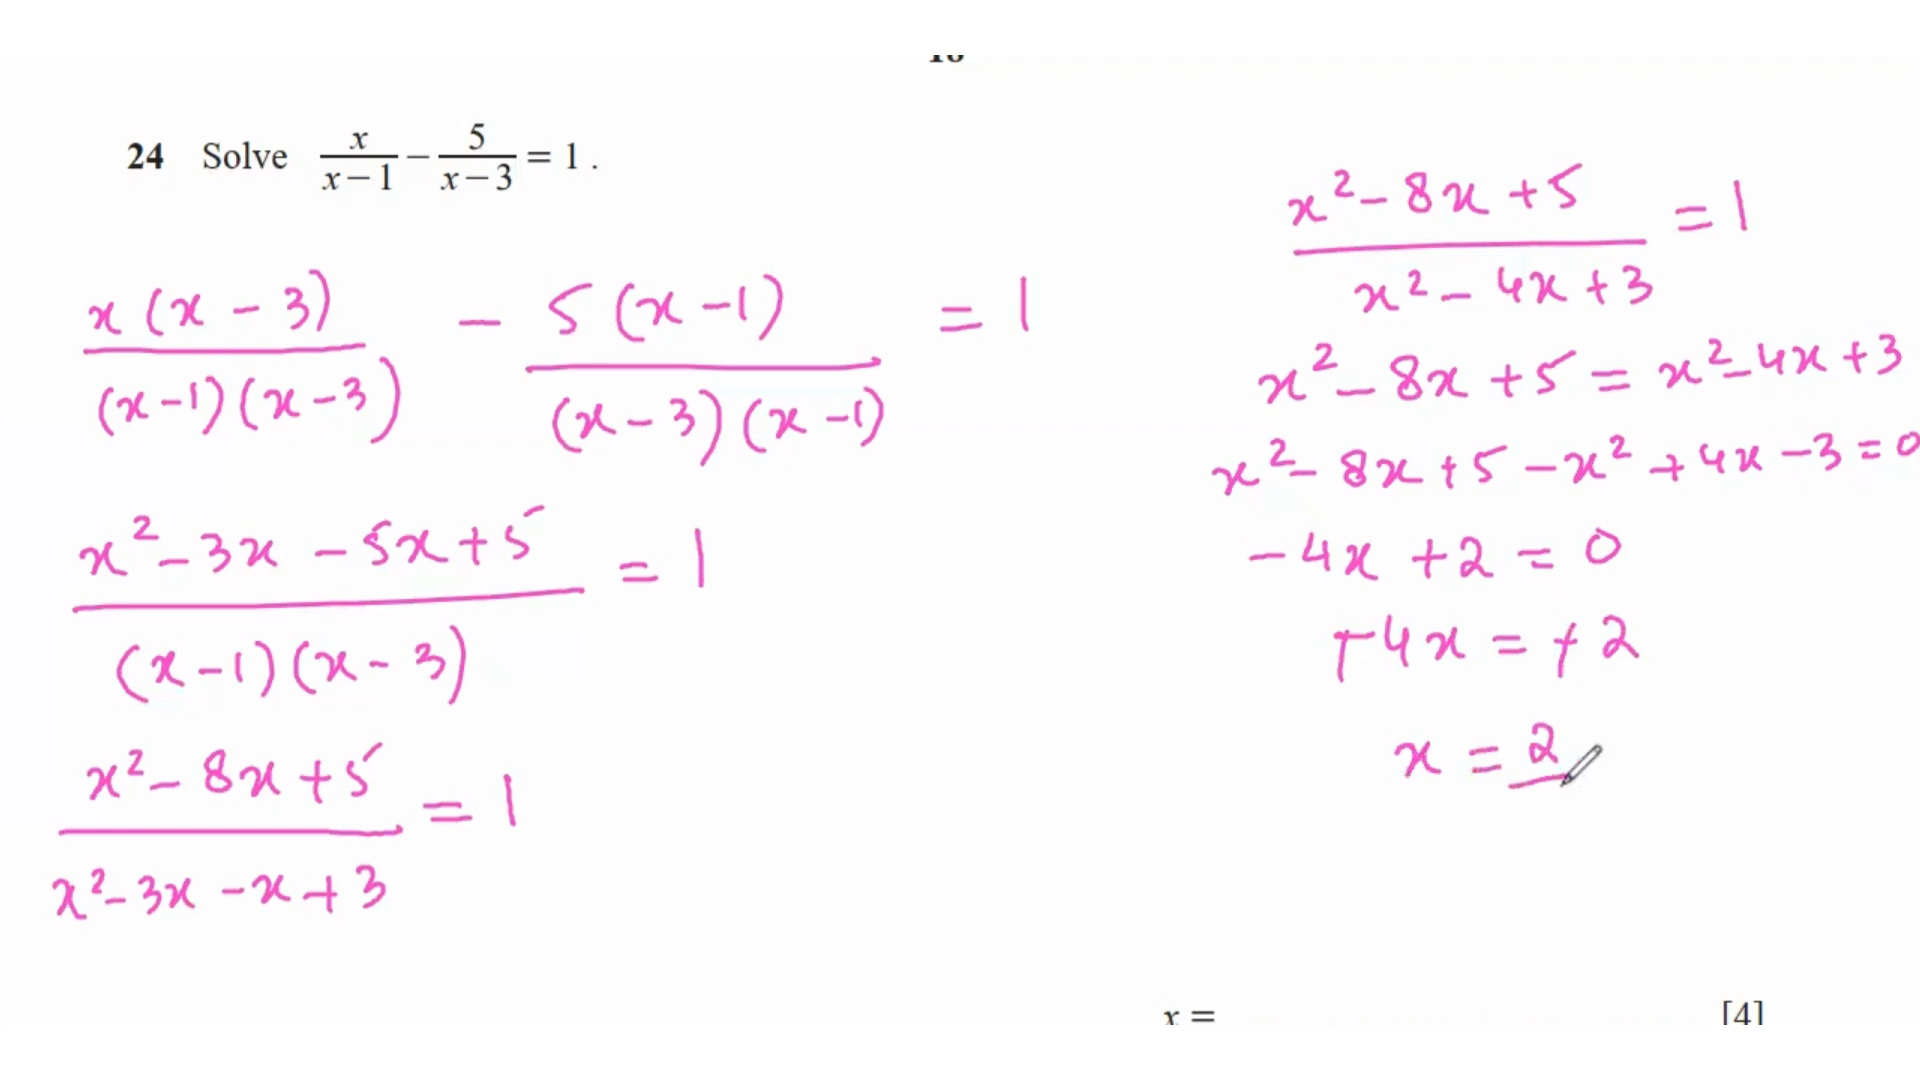 24 Solve x/(x−1) − 5/(x−3) = 1 .
x(x−3)/((x−1)(x−3)) − 5(x−1)/((x−3)(x−1)) = 1
(x²−3x−5x+5)/((x−1)(x−3)) = 1
(x²−8x+5)/(x²−3x−x+3) = 1
(x²−8x+5)/(x²−4x+3) = 1
x²−8x+5 = x²−4x+3
x²−8x+5−x²+4x−3=0
−4x+2=0
+4x=+2
x=2
x = [4]